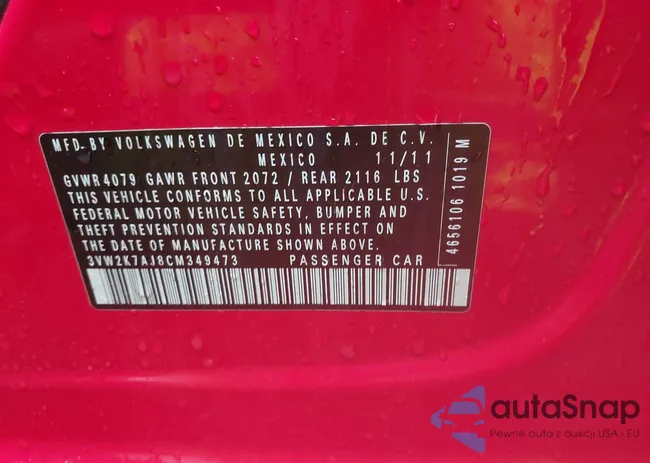 MFD. BY VOLKSWAGEN DE MEXICO S.A. DE C.V.
MEXICO 11/11
GVWR 4079 GAWR FRONT 2072 / REAR 2116 LBS
THIS VEHICLE CONFORMS TO ALL APPLICABLE U.S.
FEDERAL MOTOR VEHICLE SAFETY, BUMPER AND
THEFT PREVENTION STANDARDS IN EFFECT ON
THE DATE OF MANUFACTURE SHOWN ABOVE.
3VW2K7AJ8CM349473 PASSENGER CAR
4656106 1019 M
autaSnap
Pewne auta z aukcji USA - EU